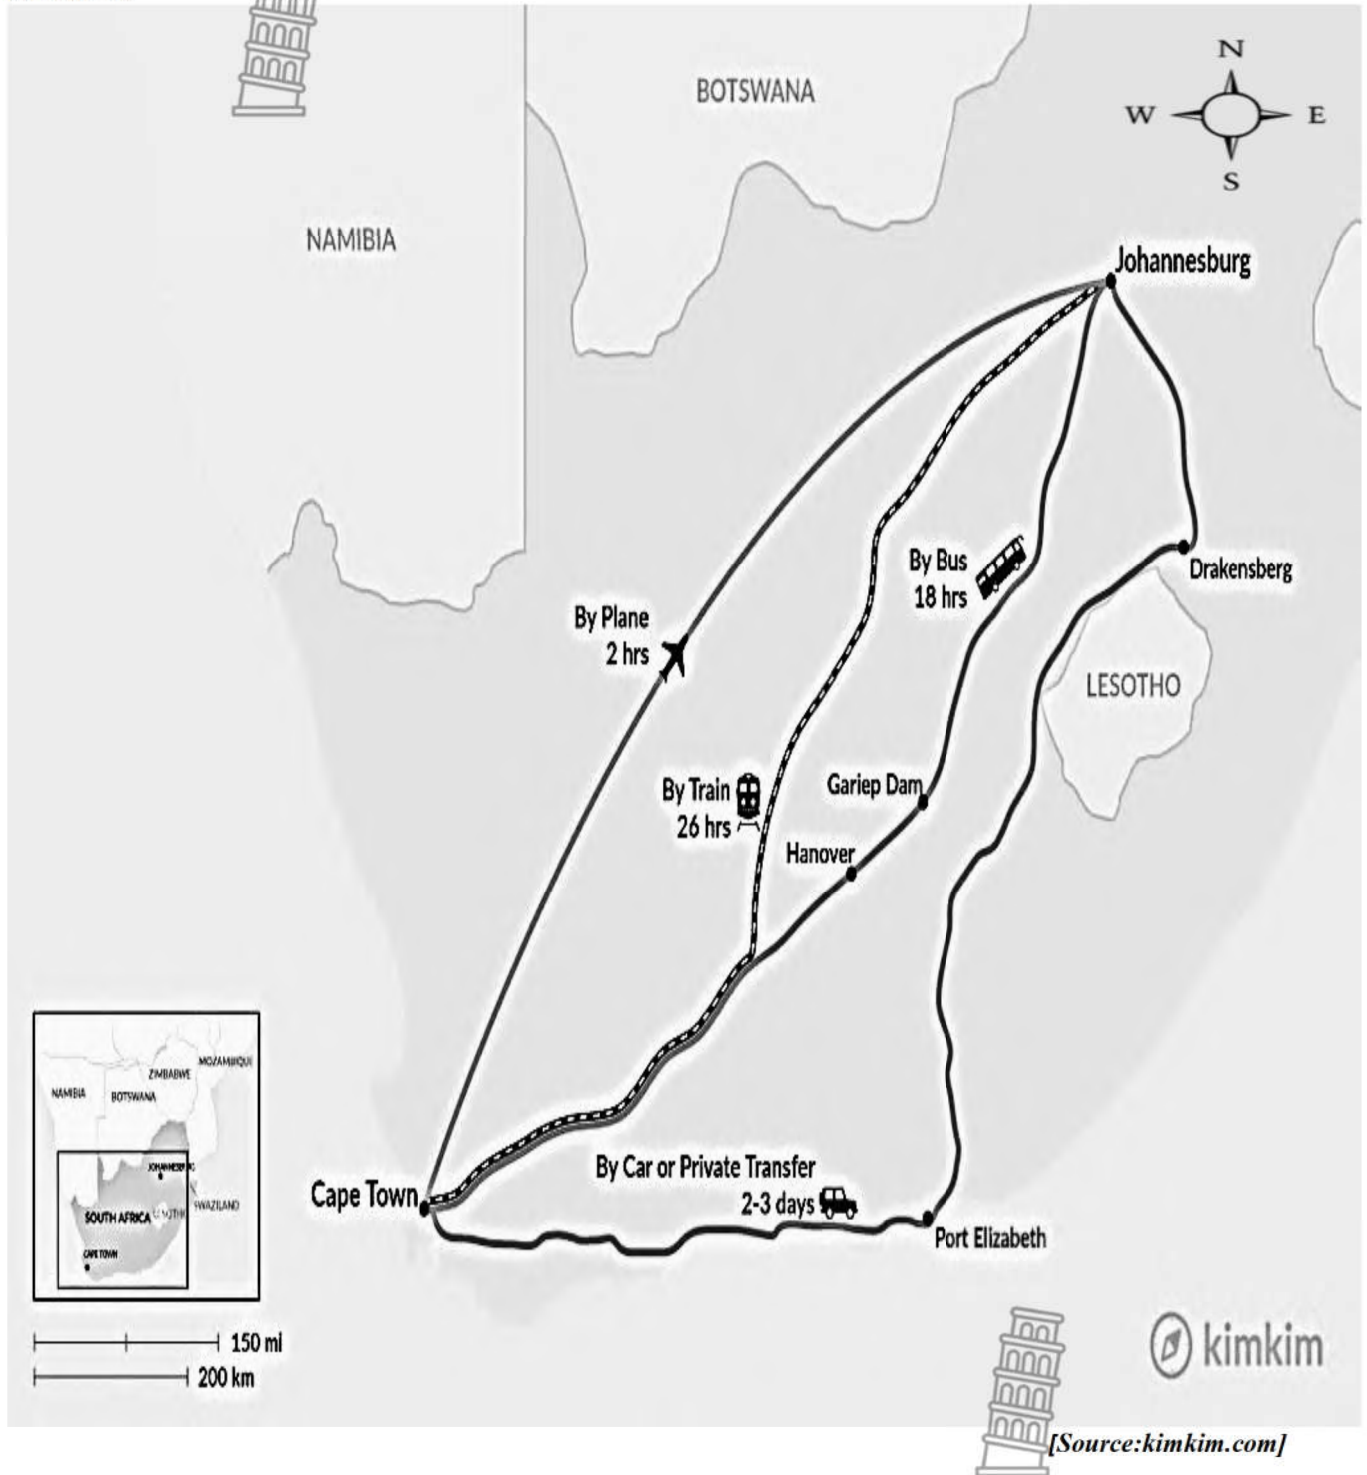 BOTSWANA
N
W E
S
NAMIBIA
Johannesburg
By Bus
18 hrs
Drakensberg
By Plane
2 hrs
LESOTHO
By Train
26 hrs
Gariep Dam
Hanover
MOZAMBIQUE
ZIMBABWE
NAMIBIA
BOTSWANA
JOHANNESBURG
SWAZILAND
SOUTH AFRICA
LESOTHO
CAPE TOWN
By Car or Private Transfer
2-3 days
Cape Town
Port Elizabeth
150 mi
200 km
kimkim
[Source:kimkim.com]